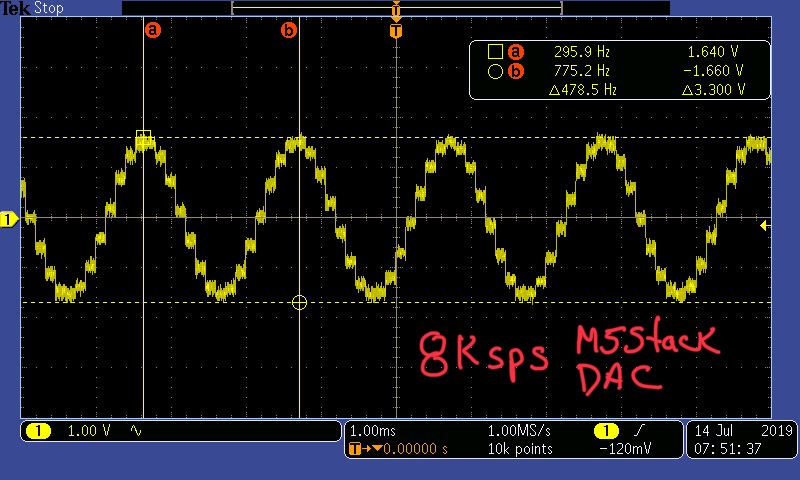 Tek Stop
T
a b
T
a 295.9 Hz 1.640 V
b 775.2 Hz -1.660 V
△478.5 Hz △3.300 V
1
8Ksps M5Stack
DAC
1 1.00 V ∿
1.00ms 1.00MS/s 1 ƒ
T→▼0.00000 s 10k points -120mV
14 Jul 2019
07:51:37